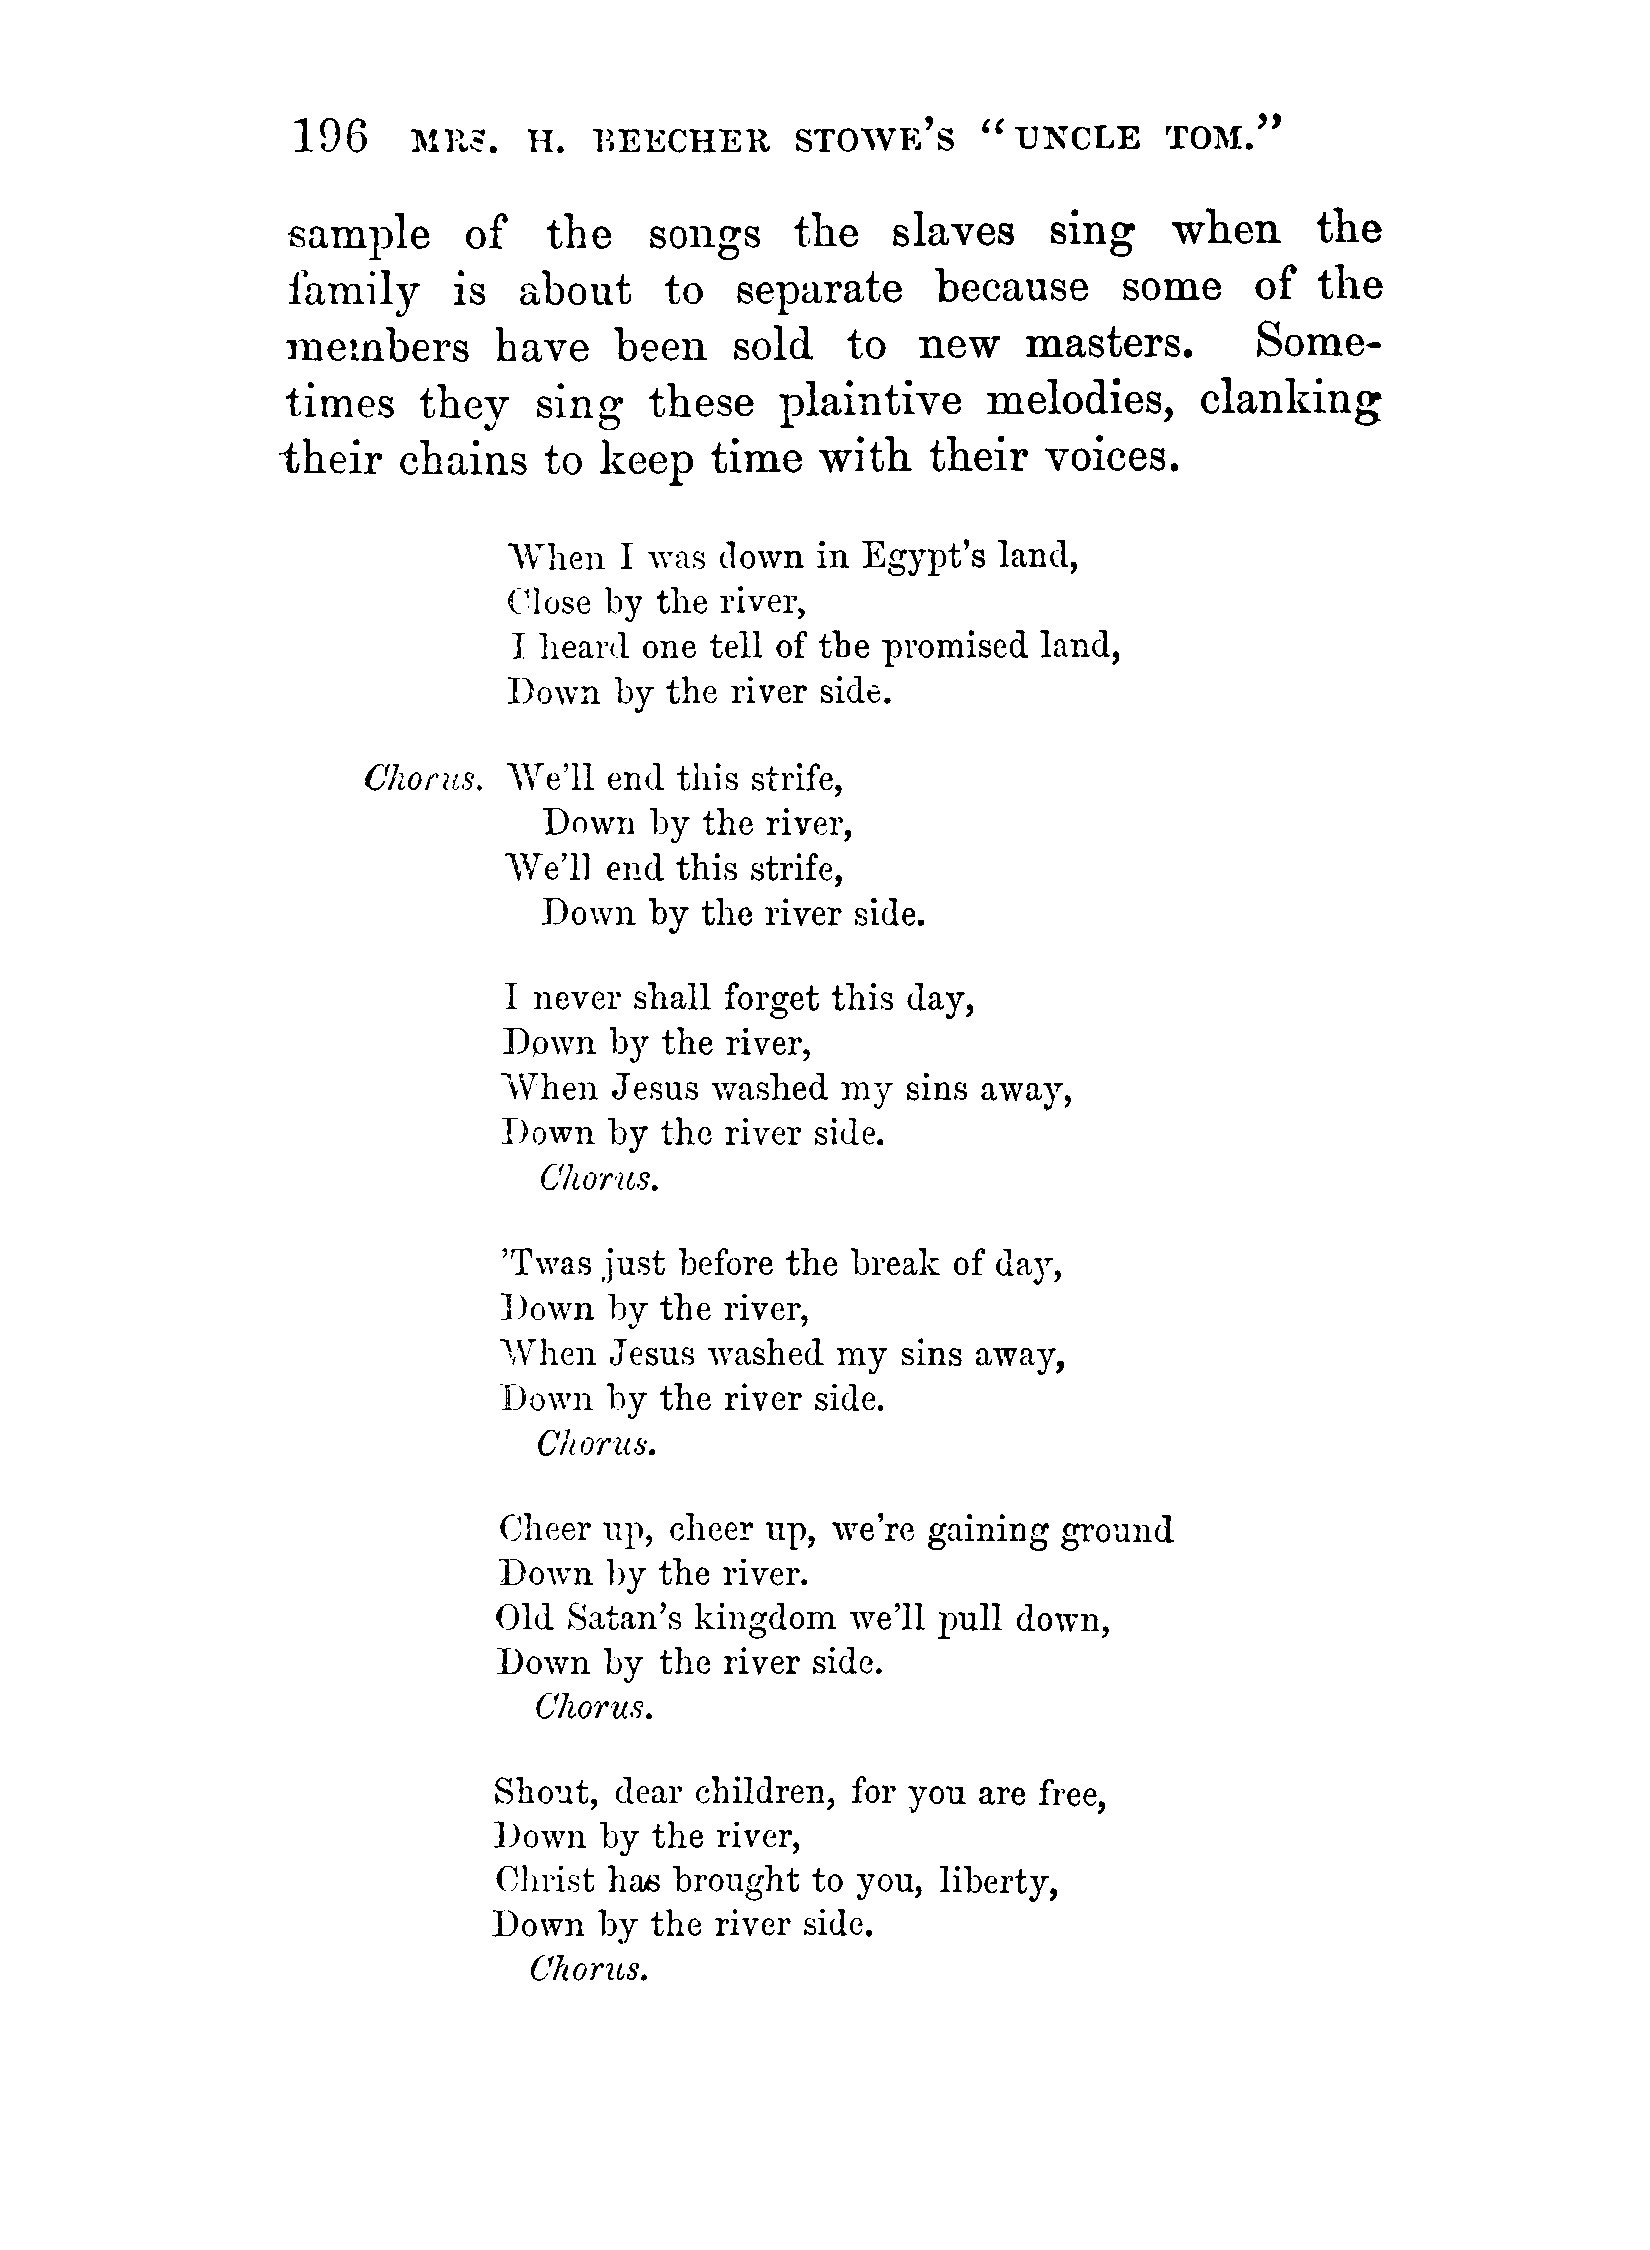 196 MRS. H. BEECHER STOWE'S "UNCLE TOM."
sample of the songs the slaves sing when the
family is about to separate because some of the
members have been sold to new masters. Some-
times they sing these plaintive melodies, clanking
their chains to keep time with their voices.
When I was down in Egypt's land,
Close by the river,
I heard one tell of the promised land,
Down by the river side.
Chorus. We'll end this strife,
Down by the river,
We'll end this strife,
Down by the river side.
I never shall forget this day,
Down by the river,
When Jesus washed my sins away,
Down by the river side.
Chorus.
'Twas just before the break of day,
Down by the river,
When Jesus washed my sins away,
Down by the river side.
Chorus.
Cheer up, cheer up, we're gaining ground
Down by the river.
Old Satan's kingdom we'll pull down,
Down by the river side.
Chorus.
Shout, dear children, for you are free,
Down by the river,
Christ has brought to you, liberty,
Down by the river side.
Chorus.